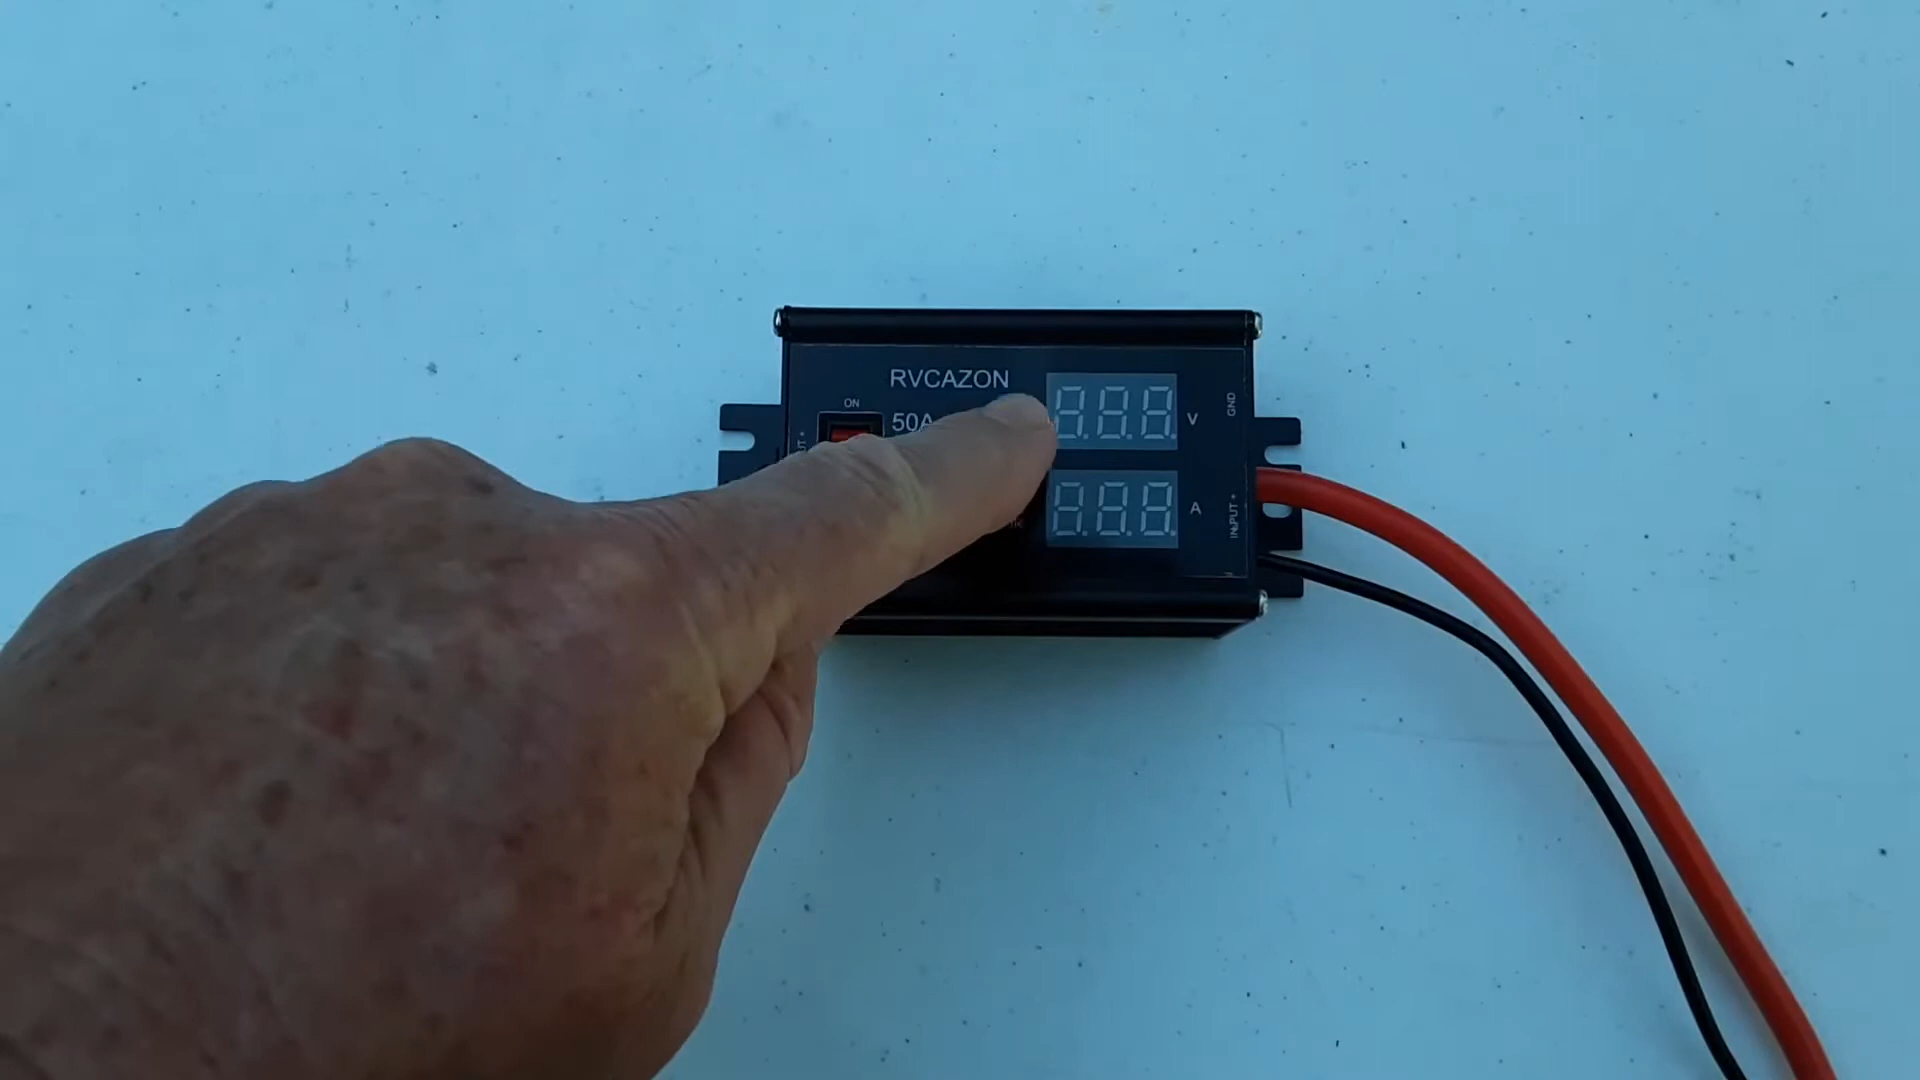 RVCAZON
ON
50A
V
A
GND
INPUT +